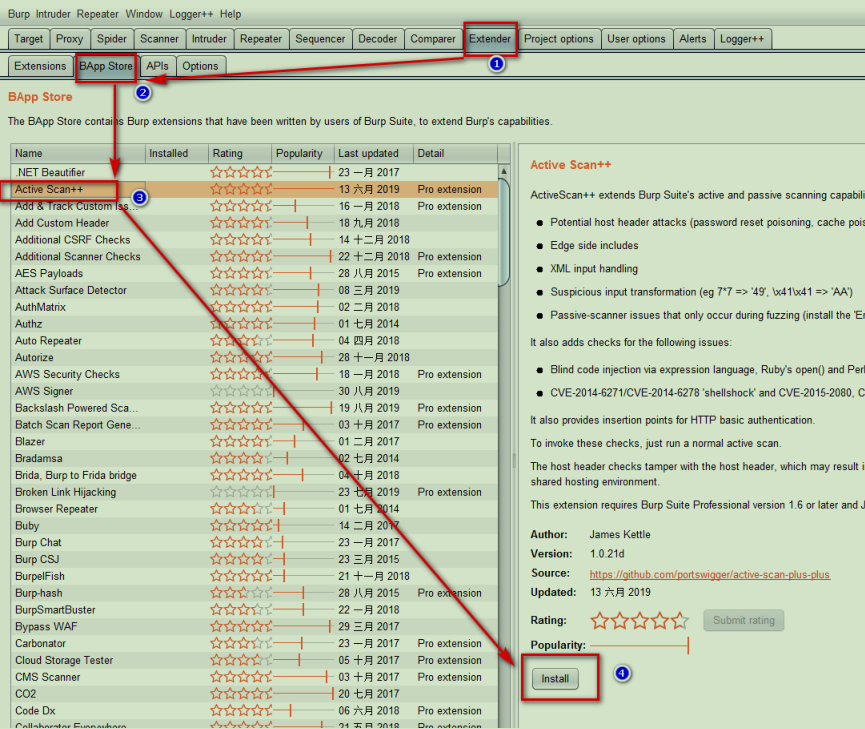 Burp Intruder Repeater Window Logger++ Help
Target Proxy Spider Scanner Intruder Repeater Sequencer Decoder Comparer Extender Project options User options Alerts Logger++
1
Extensions BApp Store APIs Options
2
BApp Store
The BApp Store contains Burp extensions that have been written by users of Burp Suite, to extend Burp's capabilities.
Name Installed Rating Popularity Last updated Detail
.NET Beautifier 23 一月 2017
Active Scan++ 13 六月 2019 Pro extension
3
Add & Track Custom Iss... 16 一月 2018 Pro extension
Add Custom Header 18 九月 2018
Additional CSRF Checks 14 十二月 2018
Additional Scanner Checks 22 十二月 2018 Pro extension
AES Payloads 28 八月 2015 Pro extension
Attack Surface Detector 08 三月 2019
AuthMatrix 02 二月 2018
Authz 01 七月 2014
Auto Repeater 04 四月 2018
Autorize 28 十一月 2018
AWS Security Checks 18 一月 2018 Pro extension
AWS Signer 30 八月 2019
Backslash Powered Sca... 19 八月 2019 Pro extension
Batch Scan Report Gene... 03 十月 2017 Pro extension
Blazer 01 二月 2017
Bradamsa 02 七月 2014
Brida, Burp to Frida bridge 04 十月 2018
Broken Link Hijacking 23 七月 2019 Pro extension
Browser Repeater 01 七月 2014
Buby 14 二月 2017
Burp Chat 23 一月 2017
Burp CSJ 23 三月 2015
BurpelFish 21 十一月 2018
Burp-hash 28 八月 2015 Pro extension
BurpSmartBuster 22 一月 2018
Bypass WAF 29 三月 2017
Carbonator 23 一月 2017 Pro extension
Cloud Storage Tester 05 十月 2017 Pro extension
CMS Scanner 03 十月 2017 Pro extension
CO2 20 七月 2017
Code Dx 06 六月 2018 Pro extension
Collaborator Everywhere 21 五月 2018 Pro extension
Active Scan++
ActiveScan++ extends Burp Suite's active and passive scanning capabili
Potential host header attacks (password reset poisoning, cache pois
Edge side includes
XML input handling
Suspicious input transformation (eg 7*7 => '49', \x41\x41 => 'AA')
Passive-scanner issues that only occur during fuzzing (install the 'Er
It also adds checks for the following issues:
Blind code injection via expression language, Ruby's open() and Perl
CVE-2014-6271/CVE-2014-6278 'shellshock' and CVE-2015-2080, C
It also provides insertion points for HTTP basic authentication.
To invoke these checks, just run a normal active scan.
The host header checks tamper with the host header, which may result i
shared hosting environment.
This extension requires Burp Suite Professional version 1.6 or later and J
Author: James Kettle
Version: 1.0.21d
Source: https://github.com/portswigger/active-scan-plus-plus
Updated: 13 六月 2019
Rating: Submit rating
Popularity:
Install
4